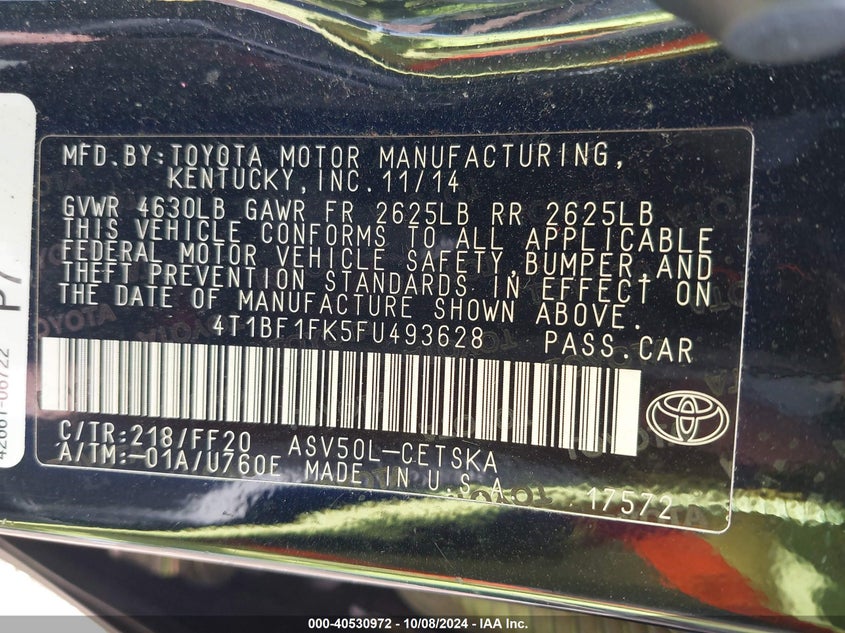 MFD.BY:TOYOTA MOTOR MANUFACTURING,
KENTUCKY,INC.11/14
GVWR 4630LB GAWR FR 2625LB RR 2625LB
THIS VEHICLE CONFORMS TO ALL APPLICABLE
FEDERAL MOTOR VEHICLE SAFETY,BUMPER,AND
THEFT PREVENTION STANDARDS IN EFFECT ON
THE DATE OF MANUFACTURE SHOWN ABOVE.
4T1BF1FK5FU493628 PASS.CAR
C/TR:218/FF20 ASV50L-CETSKA
A/TM:-01A/U760E MADE IN U.S.A.
17572
P7
42661-06722
000-40530972 - 10/08/2024 - IAA Inc.